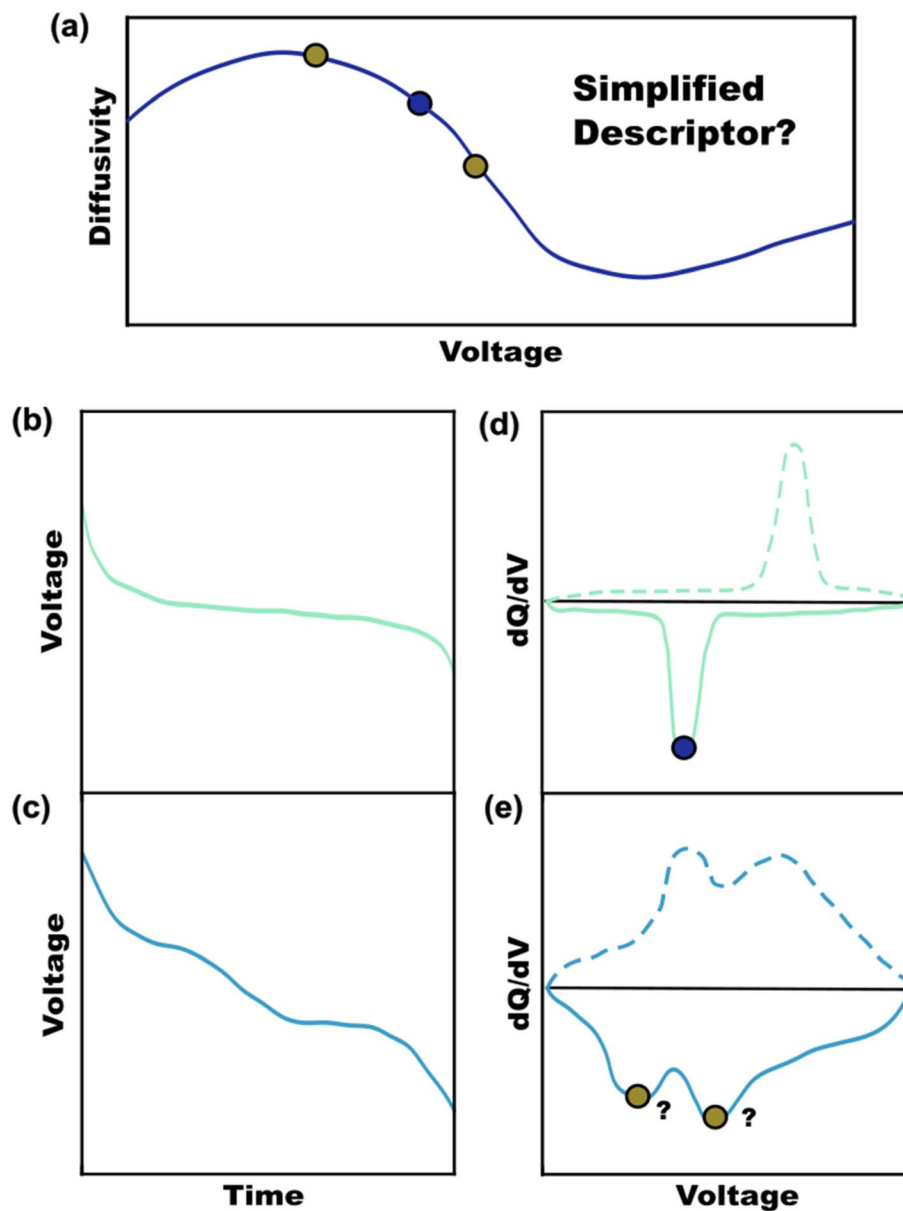 (a)
Simplified
Descriptor?
Diffusivity
Voltage
(b)
Voltage
(d)
dQ/dV
(c)
Voltage
Time
(e)
dQ/dV
?
?
Voltage